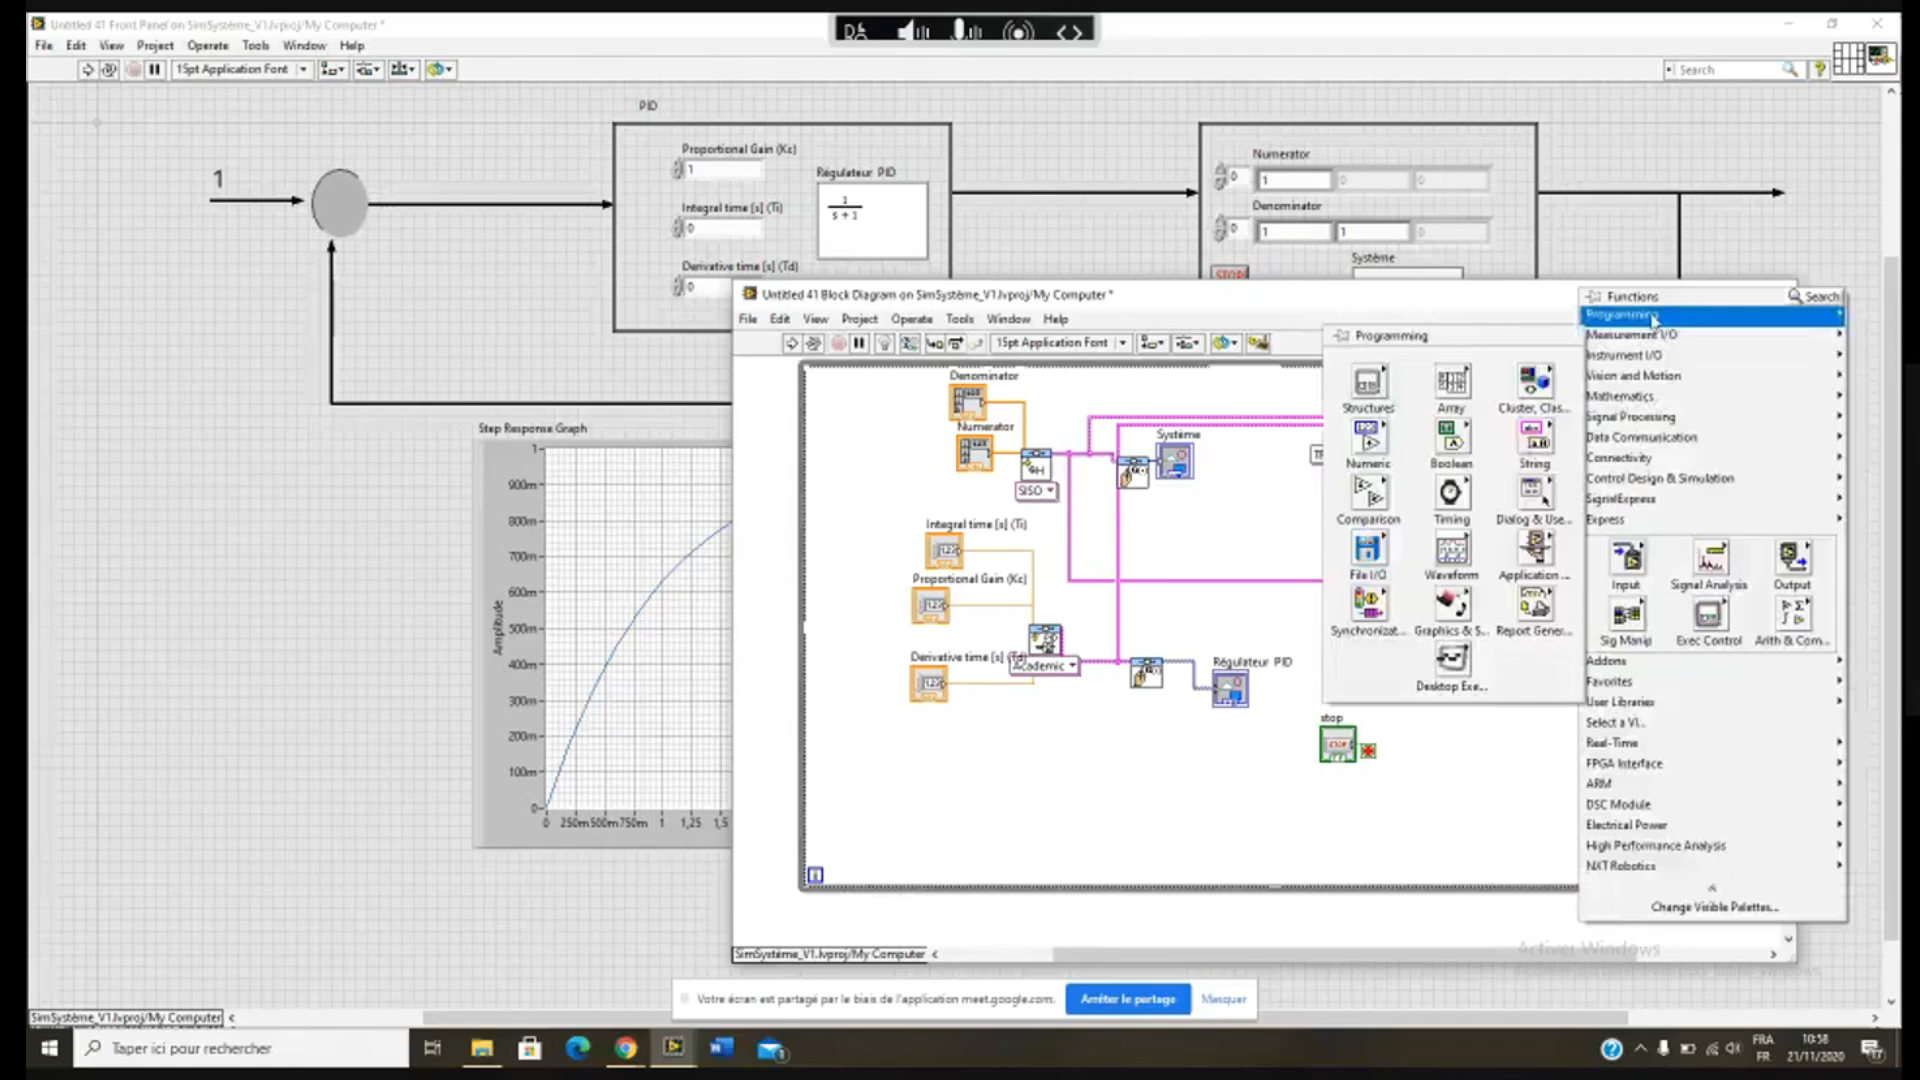 Untitled 41 Front Panel on SimSystème_V1.lvproj/My Computer *
File Edit View Project Operate Tools Window Help
15pt Application Font
Search
PID
1
Proportional Gain (Kc)
1
Integral time [s] (Ti)
0
Derivative time [s] (Td)
0
Régulateur PID
1
s + 1
Numerator
0 1 0 0
Denominator
0 1 1 0
Système
STOP
Step Response Graph
Amplitude
1
900m
800m
700m
600m
500m
400m
300m
200m
100m
0
0 250m 500m 750m 1 1,25 1,5
Untitled 41 Block Diagram on SimSystème_V1.lvproj/My Computer *
File Edit View Project Operate Tools Window Help
15pt Application Font
Denominator
Numerator
SISO
Système
Integral time [s] (Ti)
Proportional Gain (Kc)
Derivative time [s] (Td)
Academic
Régulateur PID
stop
STOP
i
SimSystème_V1.lvproj/My Computer
Programming
Structures Array Cluster, Clas...
Numeric Boolean String
Comparison Timing Dialog & Use...
File I/O Waveform Application ...
Synchronizat... Graphics & S... Report Gener...
Desktop Exe...
Functions Search
Programming
Measurement I/O
Instrument I/O
Vision and Motion
Mathematics
Signal Processing
Data Communication
Connectivity
Control Design & Simulation
SignalExpress
Express
Input Signal Analysis Output
Sig Manip Exec Control Arith & Com...
Addons
Favorites
User Libraries
Select a VI...
Real-Time
FPGA Interface
ARM
DSC Module
Electrical Power
High Performance Analysis
NXT Robotics
Change Visible Palettes...
Activer Windows
Votre écran est partagé par le biais de l'application meet.google.com.
Arrêter le partage
Masquer
SimSystème_V1.lvproj/My Computer
Taper ici pour rechercher
FRA
FR
10:58
21/11/2020